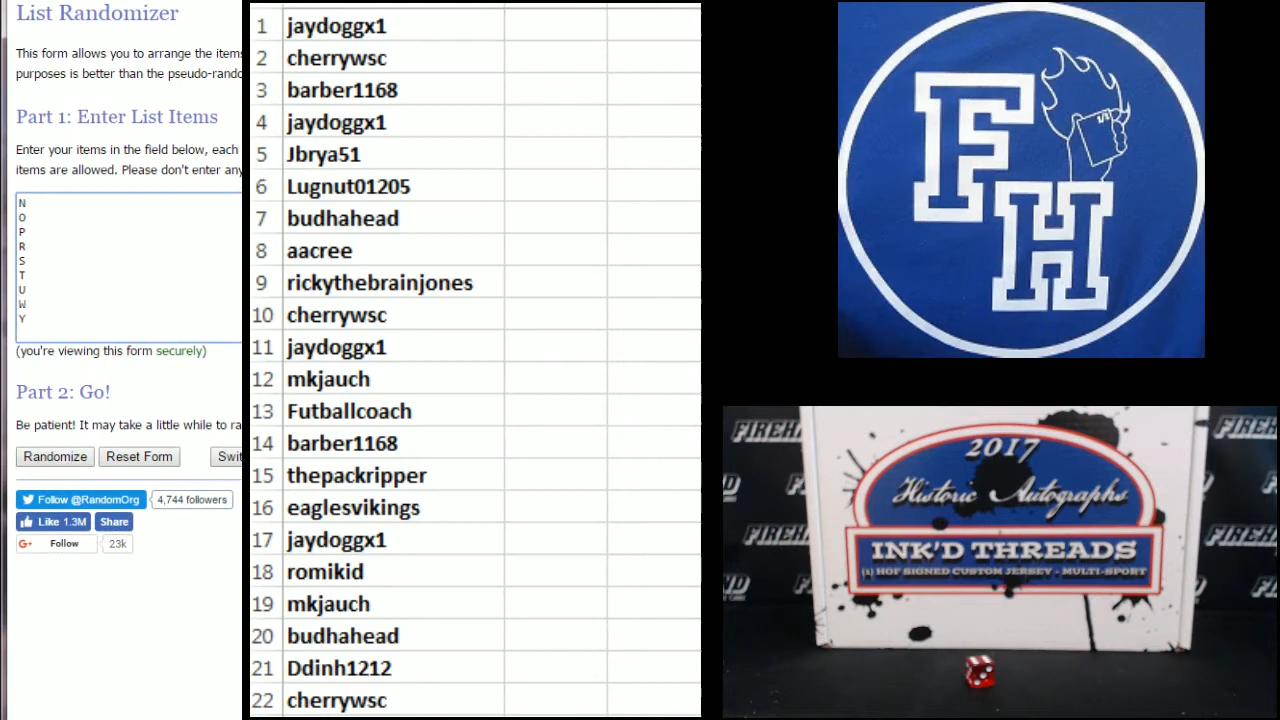 List Randomizer
This form allows you to arrange the items
purposes is better than the pseudo-rando
Part 1: Enter List Items
Enter your items in the field below, each
items are allowed. Please don't enter any
N
O
P
R
S
T
U
W
Y
(you're viewing this form securely)
Part 2: Go!
Be patient! It may take a little while to ra
Randomize Reset Form Swit
Follow @RandomOrg 4,744 followers
Like 1.3M Share
G+ Follow 23k
1 jaydoggx1
2 cherrywsc
3 barber1168
4 jaydoggx1
5 Jbrya51
6 Lugnut01205
7 budhahead
8 aacree
9 rickythebrainjones
10 cherrywsc
11 jaydoggx1
12 mkjauch
13 Futballcoach
14 barber1168
15 thepackripper
16 eaglesvikings
17 jaydoggx1
18 romikid
19 mkjauch
20 budhahead
21 Ddinh1212
22 cherrywsc
F
1/1
H
FIREH
2017
Historic Autographs
INK'D THREADS
(1) HOF SIGNED CUSTOM JERSEY - MULTI-SPORT